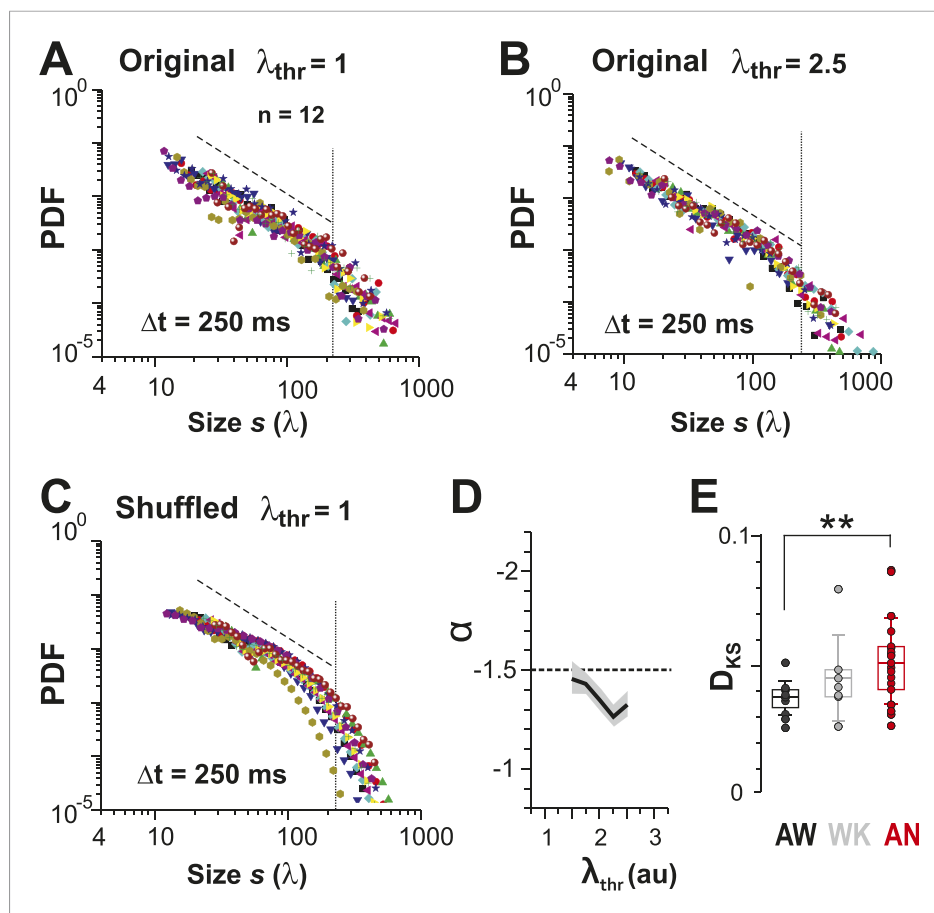 A Original λthr = 1
n = 12
10^0
10^-5
PDF
Δt = 250 ms
4 10 100 1000
Size s (λ)
B Original λthr = 2.5
10^0
10^-5
PDF
Δt = 250 ms
4 10 100 1000
Size s (λ)
C Shuffled λthr = 1
10^0
10^-5
PDF
Δt = 250 ms
4 10 100 1000
Size s (λ)
D
-2
-1.5
-1
α
1 2 3
λthr (au)
E
0.1
**
DKS
0
AW WK AN